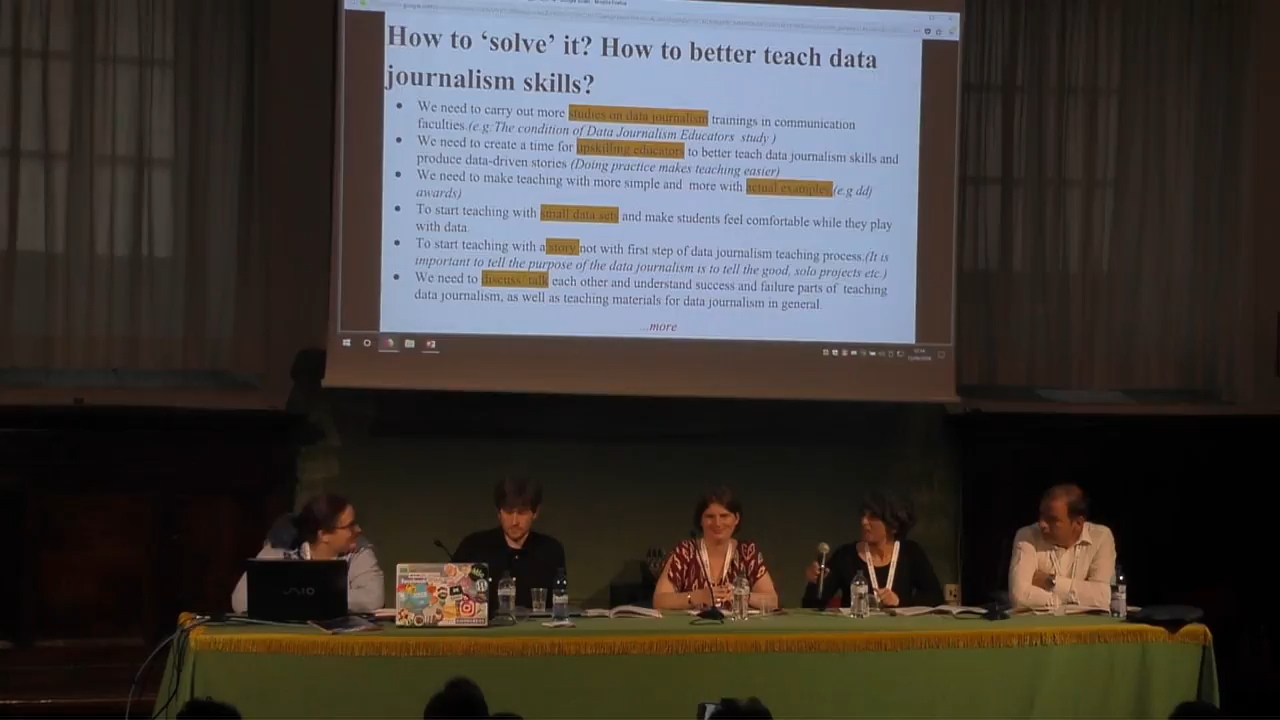 How to ‘solve’ it? How to better teach data
journalism skills?
We need to carry out more studies on data journalism trainings in communication
faculties.(e.g.The condition of Data Journalism Educators study )
We need to create a time for upskilling educators to better teach data journalism skills and
produce data-driven stories (Doing practice makes teaching easier)
We need to make teaching with more simple and more with actual examples (e.g ddj
awards)
To start teaching with small data sets and make students feel comfortable while they play
with data.
To start teaching with a story not with first step of data journalism teaching process.(It is
important to tell the purpose of the data journalism is to tell the good, solo projects etc.)
We need to discuss talk each other and understand success and failure parts of teaching
data journalism, as well as teaching materials for data journalism in general.
...more
VAIO